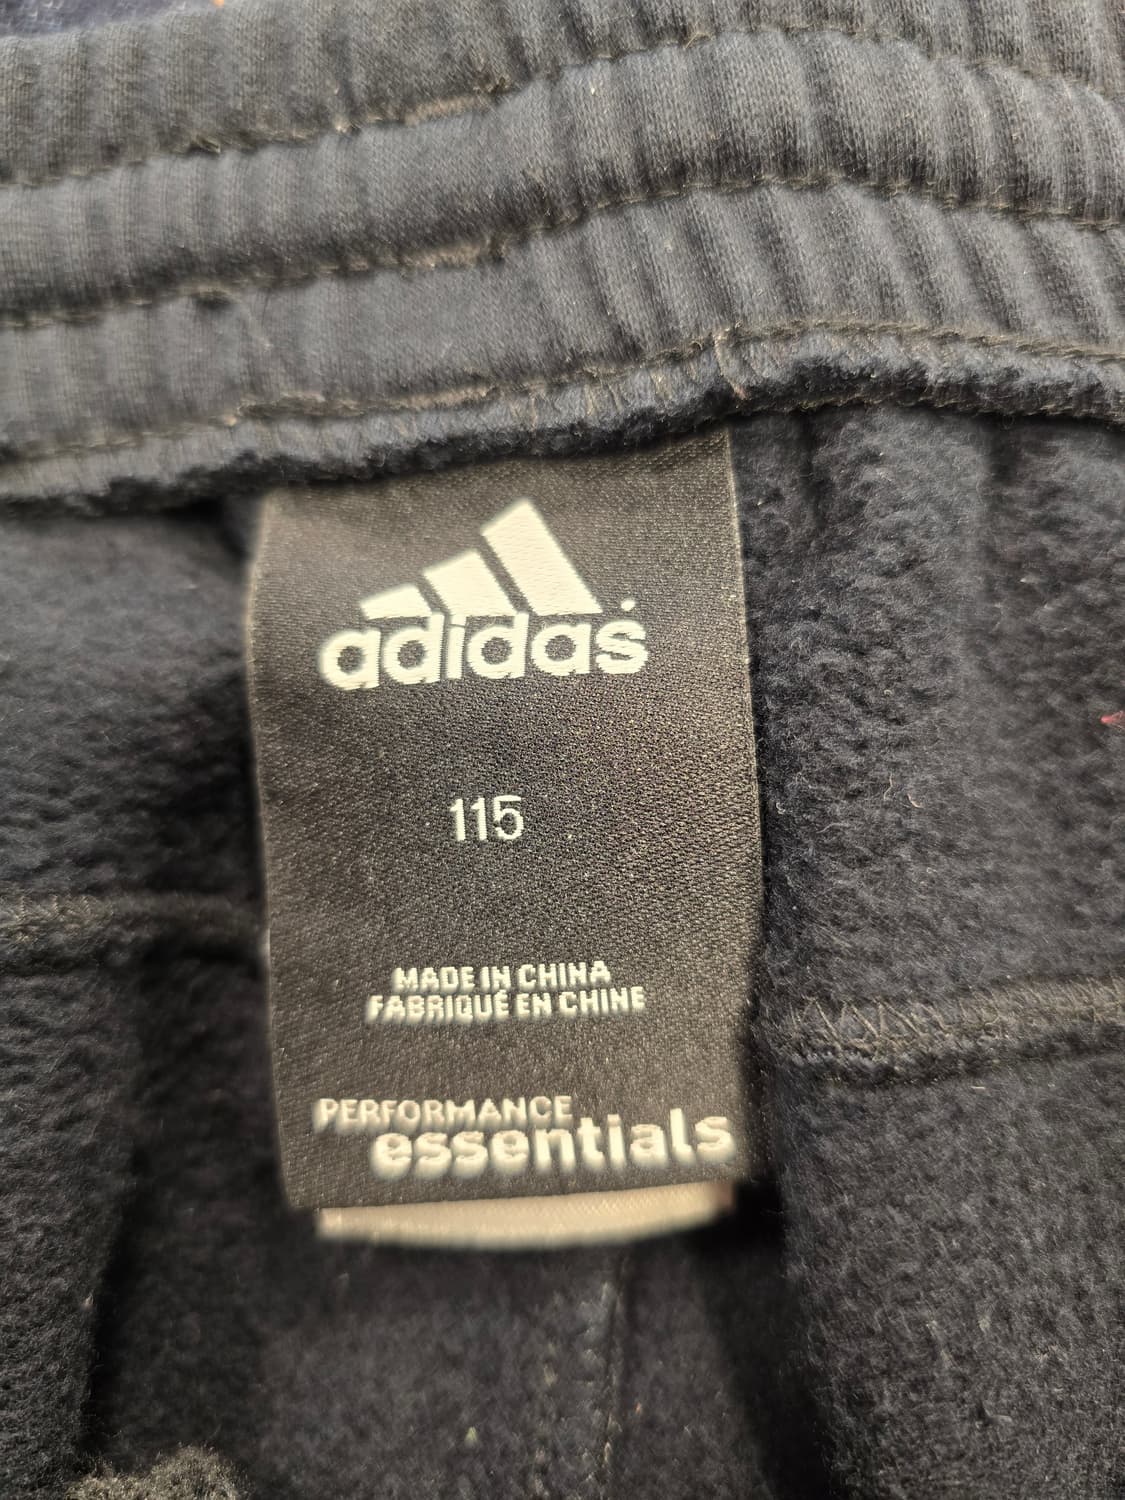 adidas
115
MADE IN CHINA
FABRIQUÉ EN CHINE
PERFORMANCE
essentials